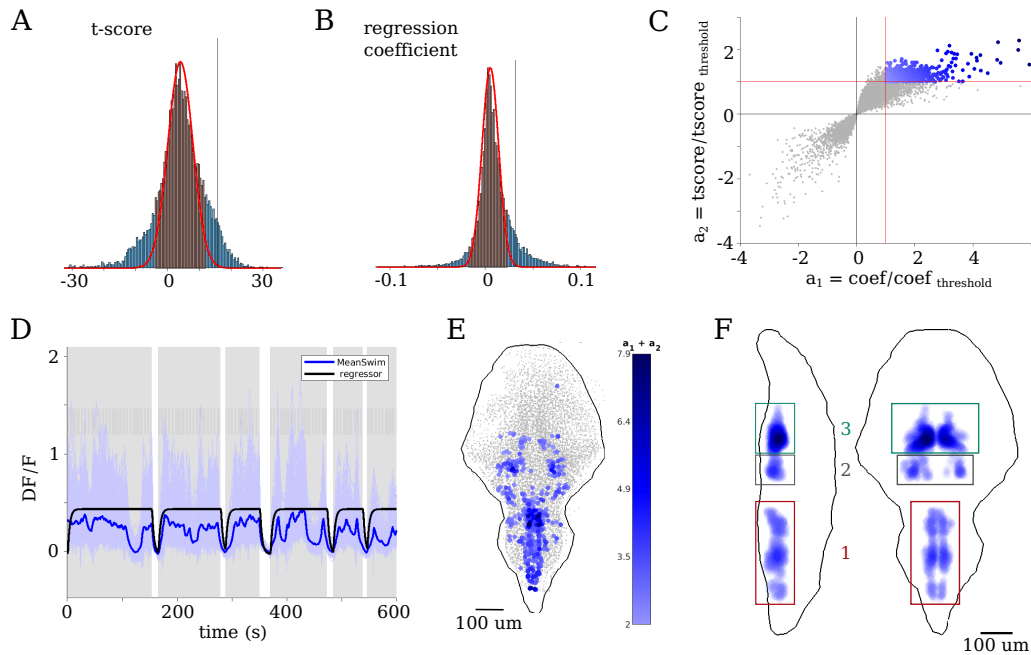 A
t-score
-30
0
30
B
regression
coefficient
-0.1
0
0.1
C
a2 = tscore/tscore threshold
2
0
-2
-4
-4
-2
0
2
4
a1 = coef/coef threshold
D
DF/F
2
1
0
MeanSwim
regressor
0
200
400
600
time (s)
E
a1 + a2
7.9
6.4
4.9
3.5
2
100 um
F
3
2
1
100 um